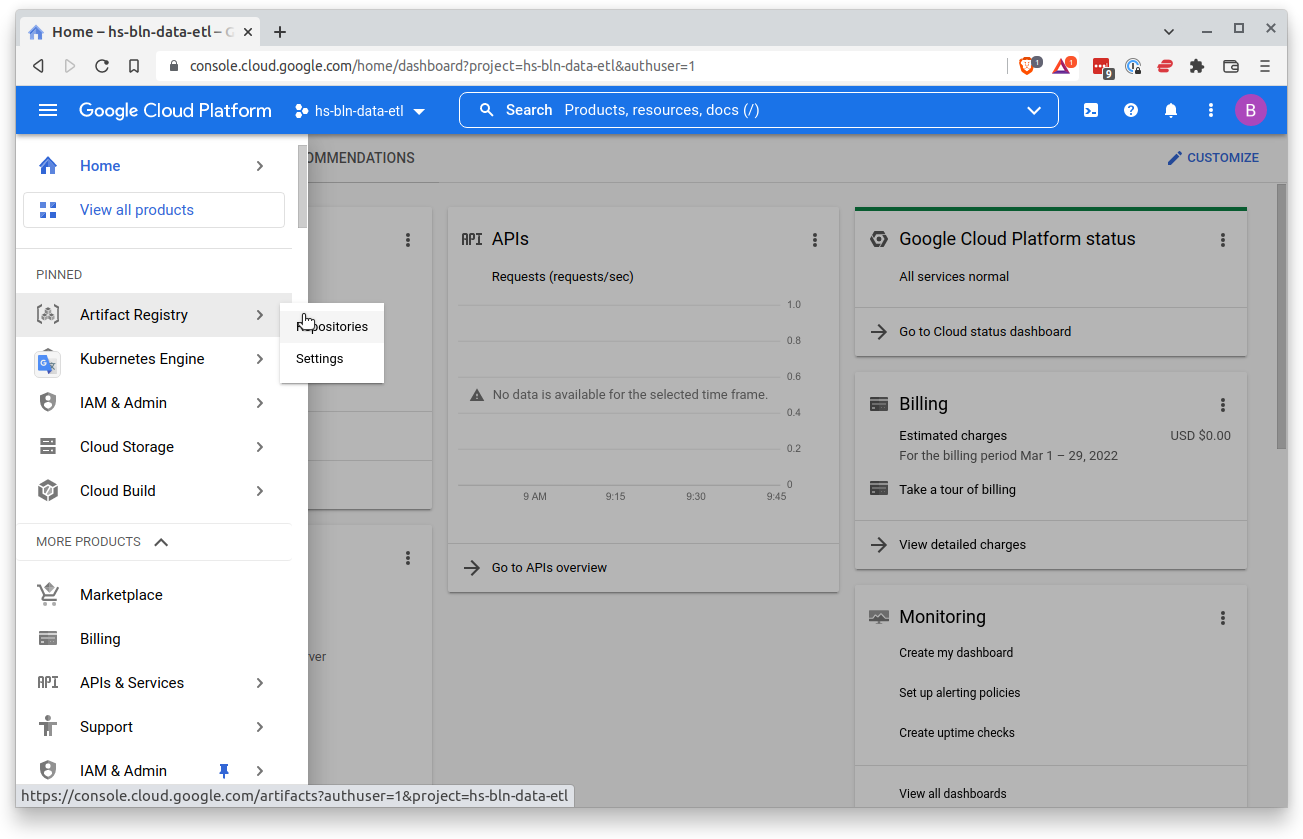 Home – hs-bln-data-etl – G
console.cloud.google.com/home/dashboard?project=hs-bln-data-etl&authuser=1
1
1
9
Google Cloud Platform
hs-bln-data-etl
Search Products, resources, docs (/)
B
Home
View all products
PINNED
Artifact Registry
Kubernetes Engine
IAM & Admin
Cloud Storage
Cloud Build
MORE PRODUCTS
Marketplace
Billing
API APIs & Services
Support
IAM & Admin
Repositories
Settings
OMMENDATIONS
CUSTOMIZE
ver
API APIs
Requests (requests/sec)
1.0
0.8
0.6
No data is available for the selected time frame.
0.4
0.2
0
9 AM 9:15 9:30 9:45
Go to APIs overview
Google Cloud Platform status
All services normal
Go to Cloud status dashboard
Billing
Estimated charges USD $0.00
For the billing period Mar 1 – 29, 2022
Take a tour of billing
View detailed charges
Monitoring
Create my dashboard
Set up alerting policies
Create uptime checks
View all dashboards
https://console.cloud.google.com/artifacts?authuser=1&project=hs-bln-data-etl